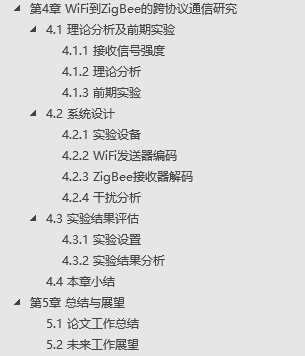 第4章 WiFi到ZigBee的跨协议通信研究
4.1 理论分析及前期实验
4.1.1 接收信号强度
4.1.2 理论分析
4.1.3 前期实验
4.2 系统设计
4.2.1 实验设备
4.2.2 WiFi发送器编码
4.2.3 ZigBee接收器解码
4.2.4 干扰分析
4.3 实验结果评估
4.3.1 实验设置
4.3.2 实验结果分析
4.4 本章小结
第5章 总结与展望
5.1 论文工作总结
5.2 未来工作展望